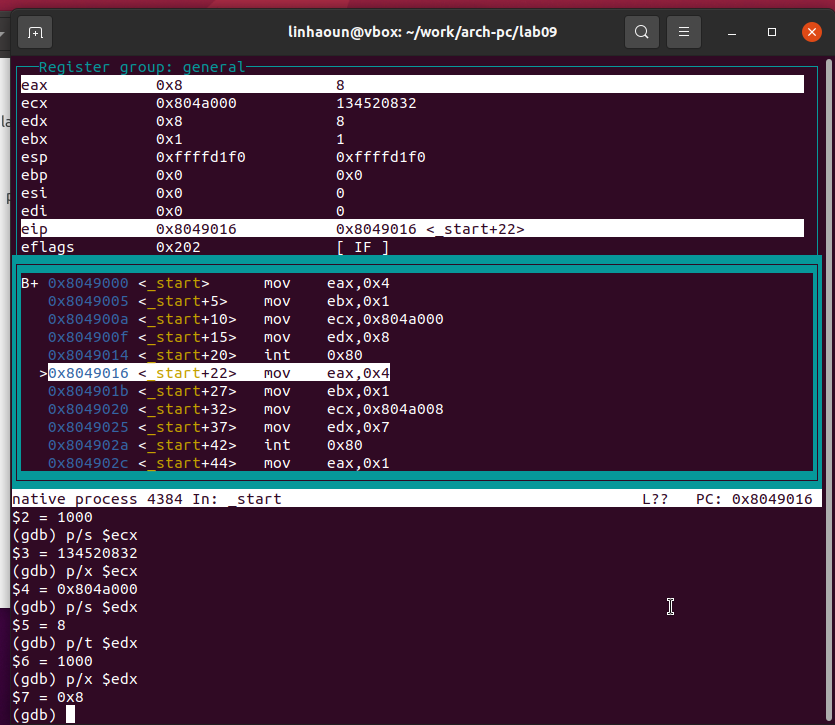 linhaoun@vbox: ~/work/arch-pc/lab09
Register group: general
eax 0x8 8
ecx 0x804a000 134520832
edx 0x8 8
ebx 0x1 1
esp 0xffffd1f0 0xffffd1f0
ebp 0x0 0x0
esi 0x0 0
edi 0x0 0
eip 0x8049016 0x8049016 <_start+22>
eflags 0x202 [ IF ]
B+ 0x8049000 <_start> mov eax,0x4
0x8049005 <_start+5> mov ebx,0x1
0x804900a <_start+10> mov ecx,0x804a000
0x804900f <_start+15> mov edx,0x8
0x8049014 <_start+20> int 0x80
>0x8049016 <_start+22> mov eax,0x4
0x804901b <_start+27> mov ebx,0x1
0x8049020 <_start+32> mov ecx,0x804a008
0x8049025 <_start+37> mov edx,0x7
0x804902a <_start+42> int 0x80
0x804902c <_start+44> mov eax,0x1
native process 4384 In: _start L?? PC: 0x8049016
$2 = 1000
(gdb) p/s $ecx
$3 = 134520832
(gdb) p/x $ecx
$4 = 0x804a000
(gdb) p/s $edx
$5 = 8
(gdb) p/t $edx
$6 = 1000
(gdb) p/x $edx
$7 = 0x8
(gdb)